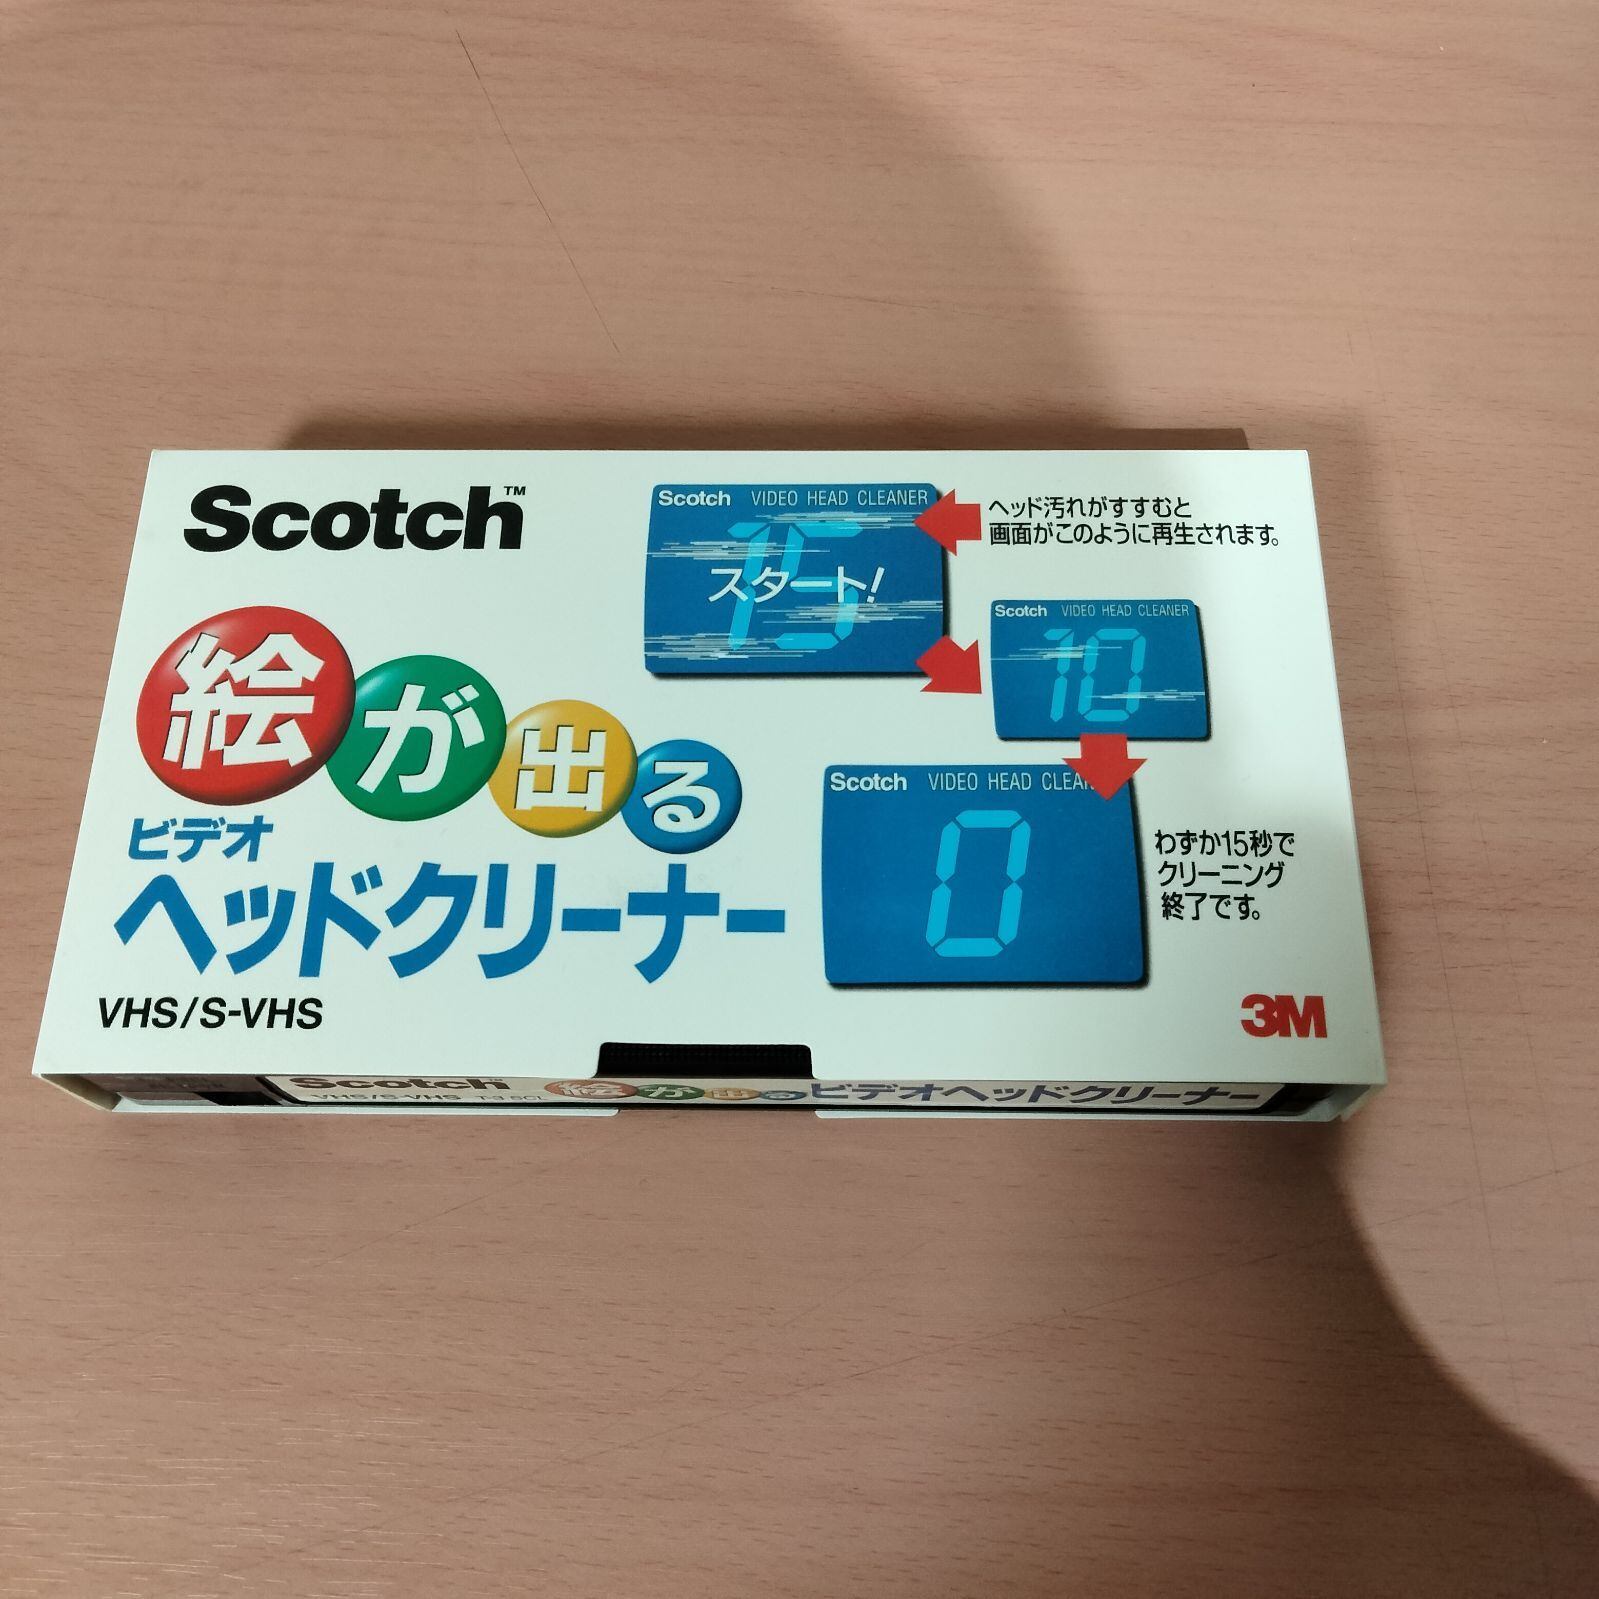 Scotch™
絵が出る
ビデオ
ヘッドクリーナー
VHS/S-VHS
Scotch VIDEO HEAD CLEANER
15
スタート!
ヘッド汚れがすすむと
画面がこのように再生されます。
Scotch VIDEO HEAD CLEANER
10
Scotch VIDEO HEAD
0
わずか15秒で
クリーニング
終了です。
3M
Scotch
VHS/S-VHS
絵が出るビデオヘッドクリーナー